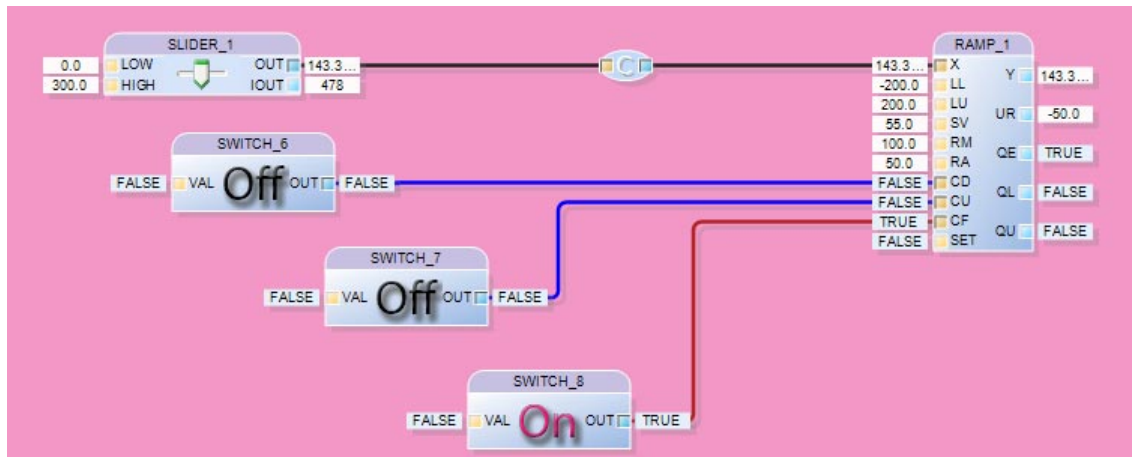 SLIDER_1
0.0 LOW OUT 143.3...
300.0 HIGH IOUT 478
C
RAMP_1
143.3... X Y 143.3...
-200.0 LL
200.0 LU UR -50.0
55.0 SV
100.0 RM QE TRUE
50.0 RA
FALSE CD QL FALSE
FALSE CU
TRUE CF QU FALSE
FALSE SET
SWITCH_6
FALSE VAL Off OUT FALSE
SWITCH_7
FALSE VAL Off OUT FALSE
SWITCH_8
FALSE VAL On OUT TRUE